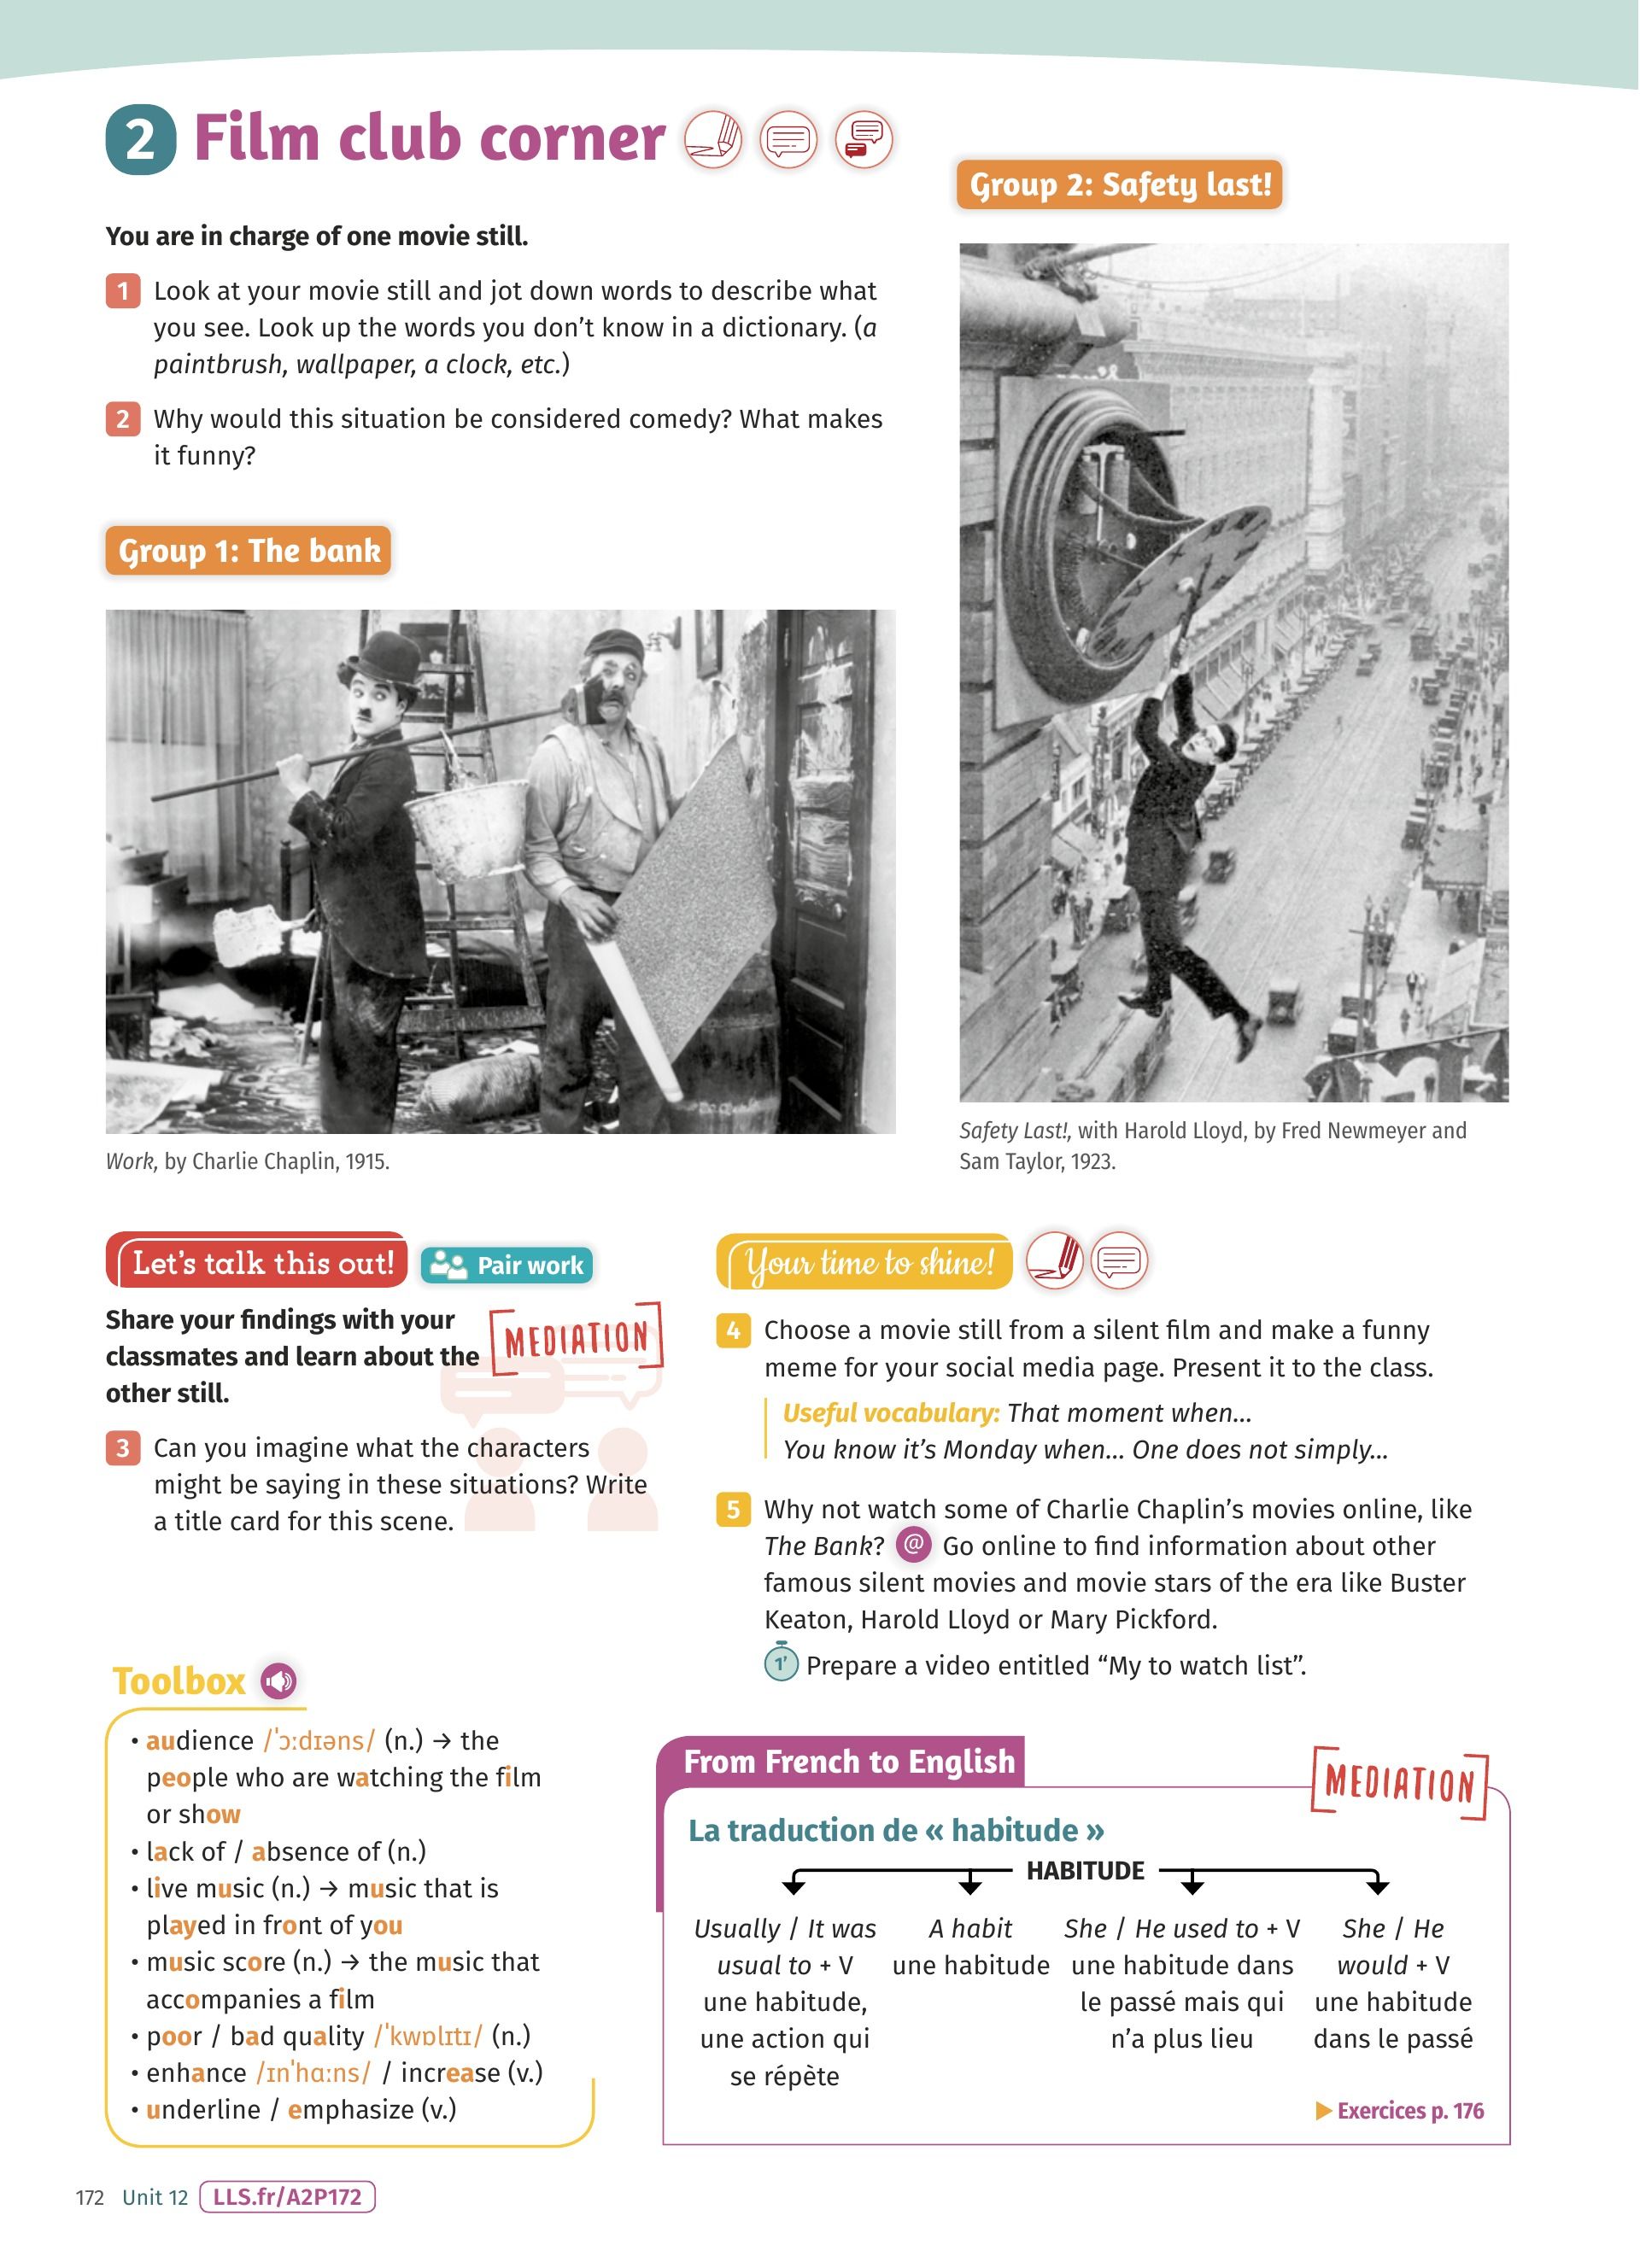 2 Film club corner
You are in charge of one movie still.
1 Look at your movie still and jot down words to describe what
you see. Look up the words you don't know in a dictionary. (a
paintbrush, wallpaper, a clock, etc.)
2 Why would this situation be considered comedy? What makes
it funny?
Group 1: The bank
Work, by Charlie Chaplin, 1915.
Group 2: Safety last!
Safety Last!, with Harold Lloyd, by Fred Newmeyer and
Sam Taylor, 1923.
Let's talk this out!
Pair work
Share your findings with your
classmates and learn about the
other still.
MEDIATION
3 Can you imagine what the characters
might be saying in these situations? Write
a title card for this scene.
Your time to shine!
4 Choose a movie still from a silent film and make a funny
meme for your social media page. Present it to the class.
Useful vocabulary: That moment when...
You know it's Monday when... One does not simply...
5 Why not watch some of Charlie Chaplin's movies online, like
The Bank? @ Go online to find information about other
famous silent movies and movie stars of the era like Buster
Keaton, Harold Lloyd or Mary Pickford.
1' Prepare a video entitled “My to watch list”.
Toolbox
• audience /ˈɔːdɪəns/ (n.) → the
people who are watching the film
or show
• lack of / absence of (n.)
• live music (n.) → music that is
played in front of you
• music score (n.) → the music that
accompanies a film
• poor / bad quality /ˈkwɒlɪtɪ/ (n.)
• enhance /ɪnˈhɑːns/ / increase (v.)
• underline / emphasize (v.)
From French to English
MEDIATION
La traduction de « habitude »
HABITUDE
Usually / It was
usual to + V
une habitude,
une action qui
se répète
A habit
une habitude
She / He used to + V
une habitude dans
le passé mais qui
n'a plus lieu
She / He
would + V
une habitude
dans le passé
▶ Exercices p. 176
172 Unit 12 LLS.fr/A2P172